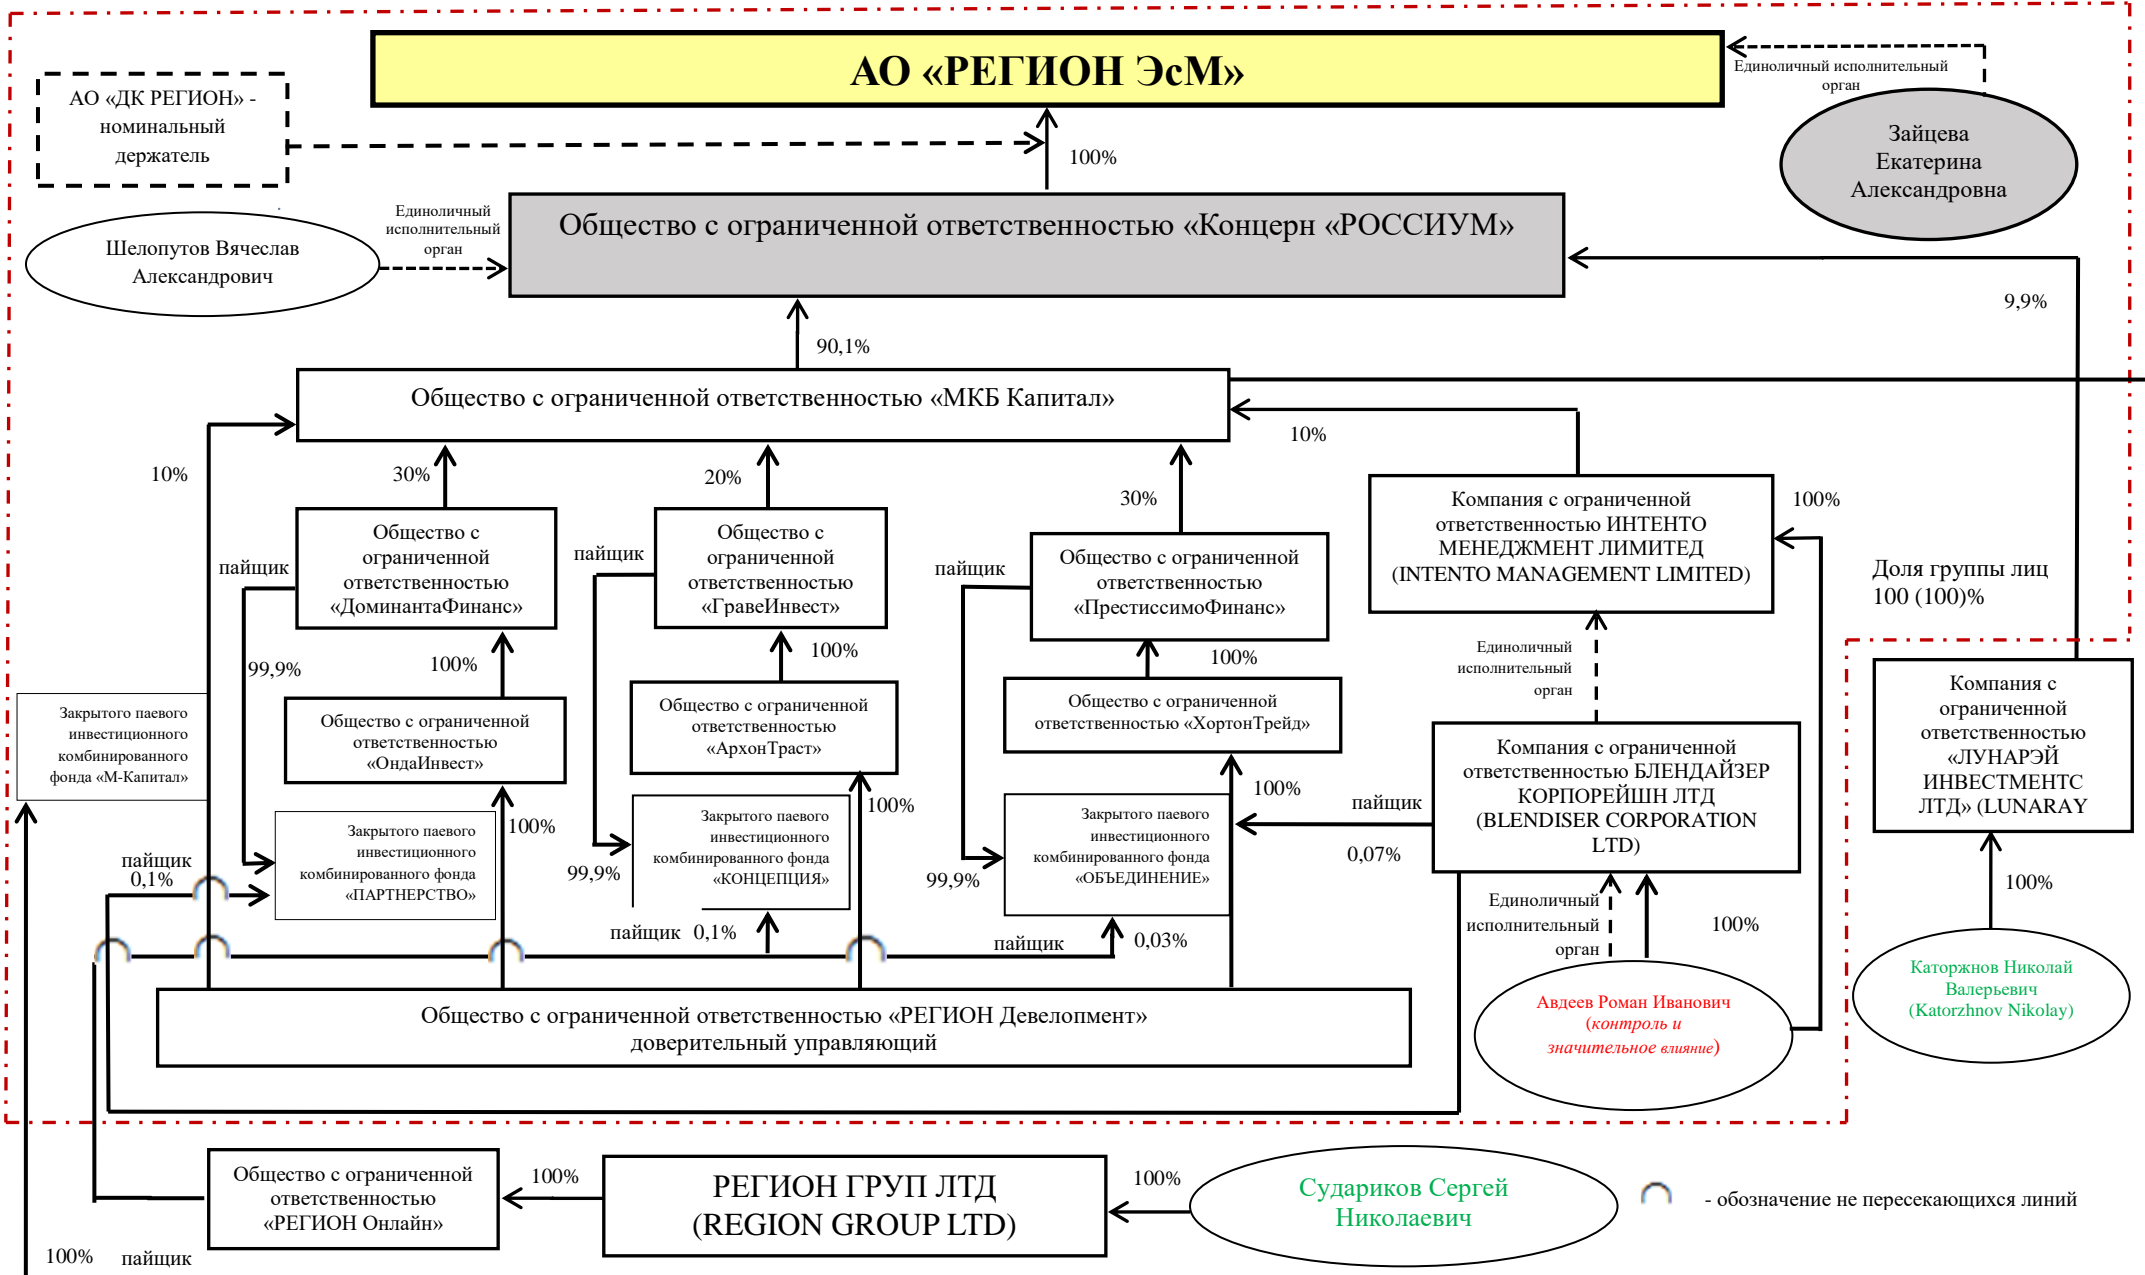 АО «РЕГИОН ЭсМ»
Единоличный исполнительный
орган
АО «ДК РЕГИОН» -
номинальный
держатель
100%
Зайцева
Екатерина
Александровна
Шелопутов Вячеслав
Александрович
Единоличный
исполнительный
орган
Общество с ограниченной ответственностью «Концерн «РОССИУМ»
9,9%
90,1%
Общество с ограниченной ответственностью «МКБ Капитал»
10%
30%
20%
30%
10%
Общество с
ограниченной
ответственностью
«ДоминантаФинанс»
пайщик
Общество с
ограниченной
ответственностью
«ГравеИнвест»
пайщик
Общество с ограниченной
ответственностью
«ПрестиссимоФинанс»
пайщик
Компания с ограниченной
ответственностью ИНТЕНТО
МЕНЕДЖМЕНТ ЛИМИТЕД
(INTENTO MANAGEMENT LIMITED)
100%
Доля группы лиц
100 (100)%
99,9%
100%
100%
100%
Единоличный
исполнительный
орган
Закрытого паевого
инвестиционного
комбинированного
фонда «М-Капитал»
Общество с ограниченной
ответственностью
«ОндаИнвест»
Общество с ограниченной
ответственностью
«АрхонТраст»
Общество с ограниченной
ответственностью «ХортонТрейд»
Компания с ограниченной
ответственностью БЛЕНДАЙЗЕР
КОРПОРЕЙШН ЛТД
(BLENDISER CORPORATION
LTD)
Компания с
ограниченной
ответственностью
«ЛУНАРЭЙ
ИНВЕСТМЕНТС
ЛТД» (LUNARAY
100%
100%
100%
пайщик
0,07%
Закрытого паевого
инвестиционного
комбинированного фонда
«ПАРТНЕРСТВО»
Закрытого паевого
инвестиционного
комбинированного фонда
«КОНЦЕПЦИЯ»
Закрытого паевого
инвестиционного
комбинированного фонда
«ОБЪЕДИНЕНИЕ»
пайщик
0,1%
99,9%
99,9%
100%
Единоличный
исполнительный
орган
100%
пайщик 0,1%
пайщик
0,03%
Общество с ограниченной ответственностью «РЕГИОН Девелопмент»
доверительный управляющий
Авдеев Роман Иванович
(контроль и
значительное влияние)
Каторжнов Николай
Валерьевич
(Katorzhnov Nikolay)
Общество с ограниченной
ответственностью
«РЕГИОН Онлайн»
100%
РЕГИОН ГРУП ЛТД
(REGION GROUP LTD)
100%
Судариков Сергей
Николаевич
- обозначение не пересекающихся линий
100%
пайщик